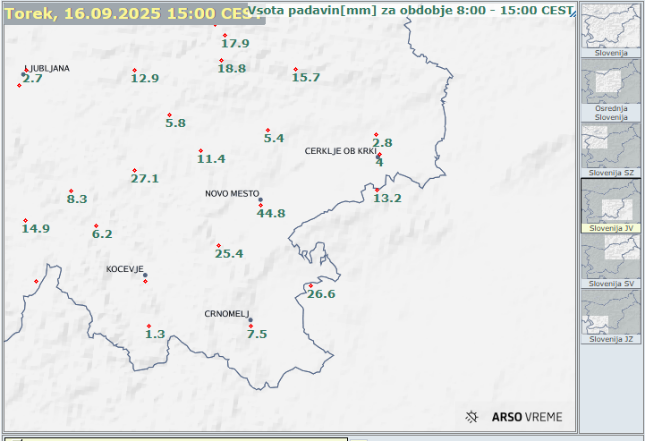 Torek, 16.09.2025 15:00 CEST
Vsota padavin[mm] za obdobje 8:00 - 15:00 CEST
17.9
LJUBLJANA
2.7
12.9
18.8
15.7
5.8
5.4
2.8
11.4
CERKLJE OB KRKI
4
27.1
8.3
NOVO MESTO
13.2
44.8
14.9
6.2
25.4
KOCEVJE
26.6
CRNOMELJ
1.3
7.5
ARSO VREME
Slovenija
Osrednja
Slovenija
Slovenija SZ
Slovenija JV
Slovenija SV
Slovenija JZ